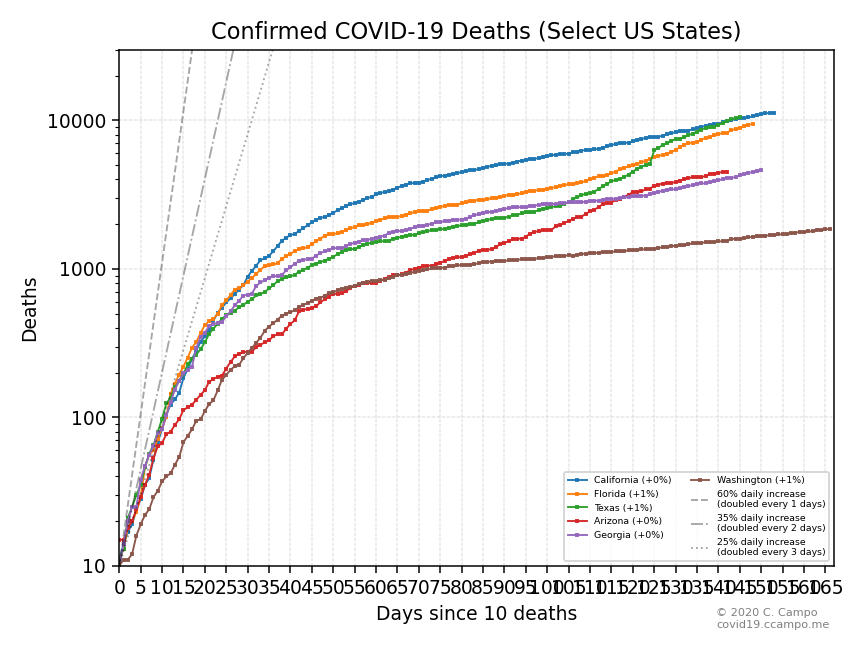 Confirmed COVID-19 Deaths (Select US States)
Deaths
10000
1000
100
10
0 5 10 15 20 25 30 35 40 45 50 55 60 65 70 75 80 85 90 95 100 105 110 115 120 125 130 135 140 145 150 155 160 165
Days since 10 deaths
California (+0%)
Florida (+1%)
Texas (+1%)
Arizona (+0%)
Georgia (+0%)
Washington (+1%)
60% daily increase
(doubled every 1 days)
35% daily increase
(doubled every 2 days)
25% daily increase
(doubled every 3 days)
© 2020 C. Campo
covid19.ccampo.me